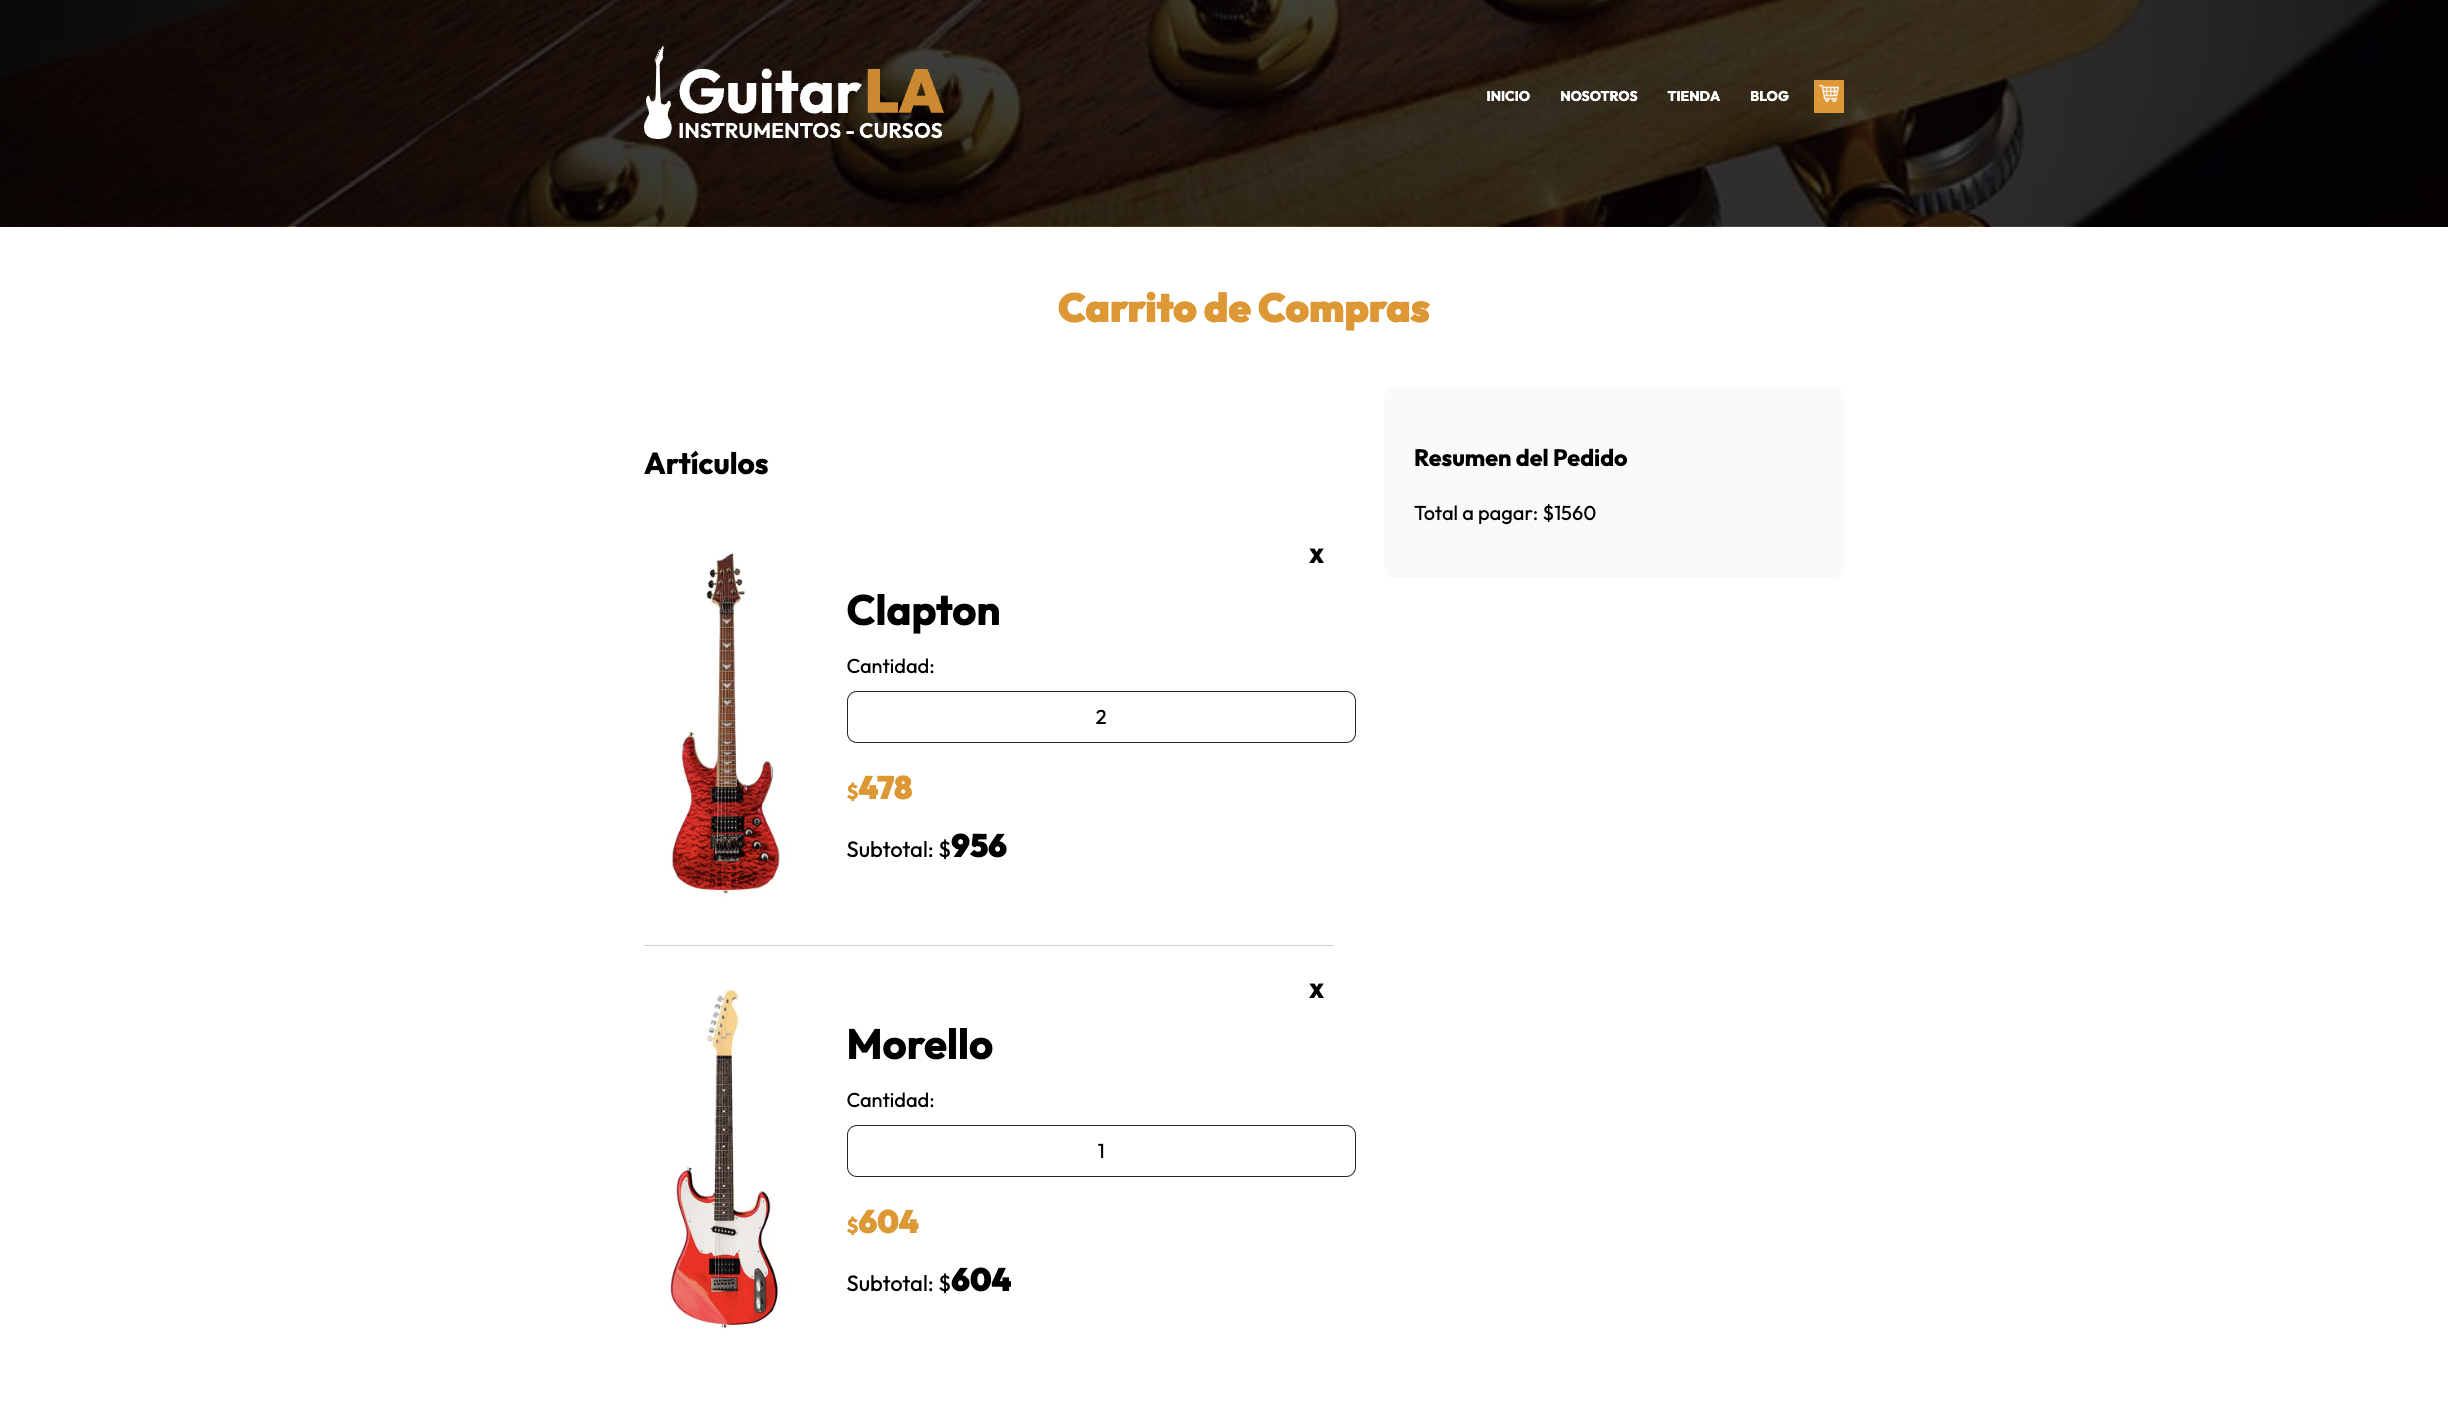 GuitarLA
INSTRUMENTOS - CURSOS
INICIO NOSOTROS TIENDA BLOG
Carrito de Compras
Artículos
X
Clapton
Cantidad:
2
$478
Subtotal: $956
X
Morello
Cantidad:
1
$604
Subtotal: $604
Resumen del Pedido
Total a pagar: $1560